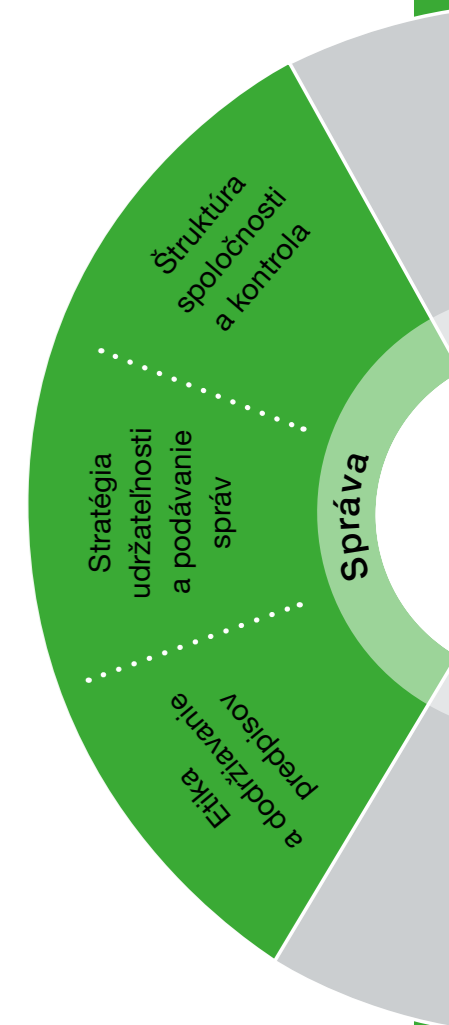 Štruktúra
spoločnosti
a kontrola
Stratégia
udržateľnosti
a podávanie
správ
Etika
a dodržiavanie
predpisov
Správa